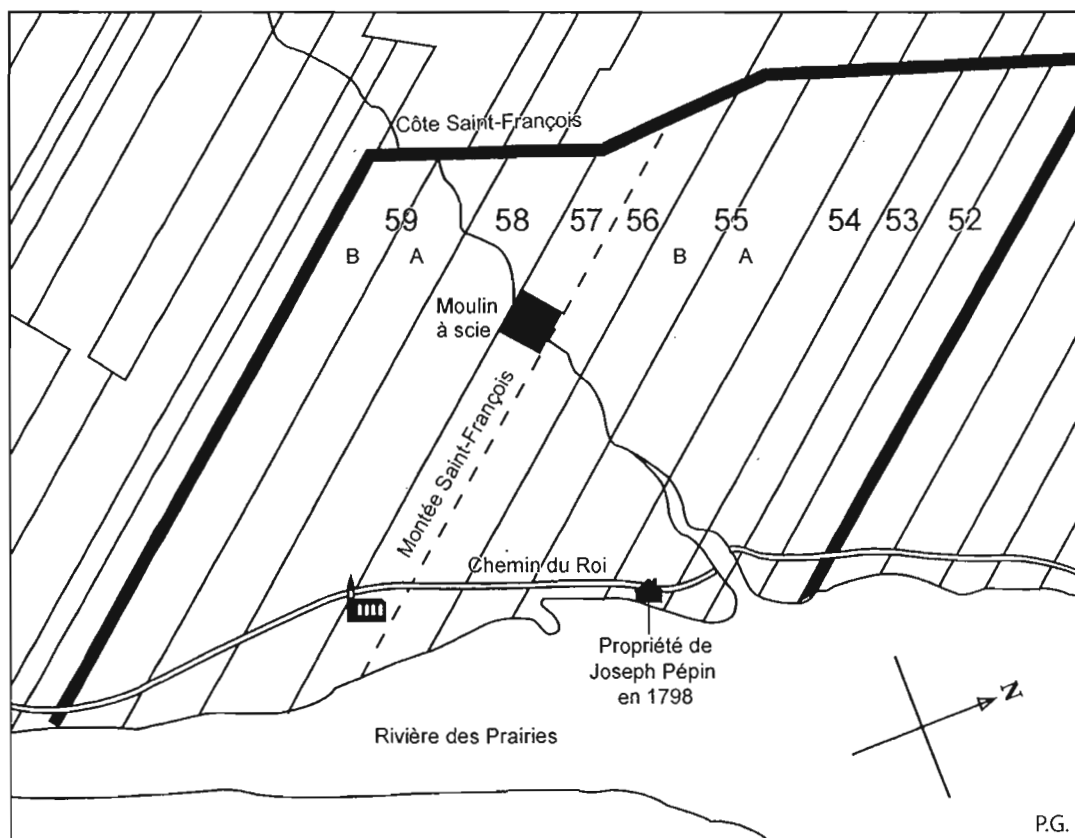 Côte Saint-François
59
58
57
56
55
54
53
52
B
A
B
A
Moulin
à scie
Montée Saint-François
Chemin du Roi
Propriété de
Joseph Pépin
en 1798
Rivière des Prairies
N
P.G.